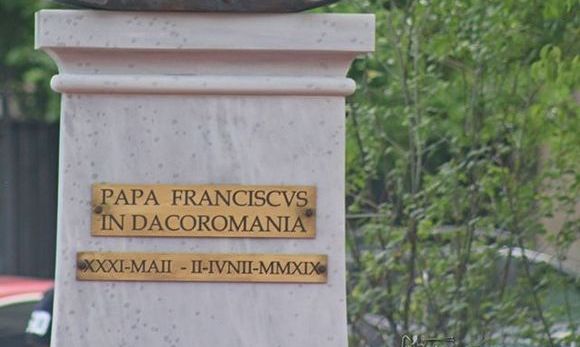 PAPA FRANCISCVS
IN DACOROMANIA
XXXI-MAII - II-IVNII-MMXIX